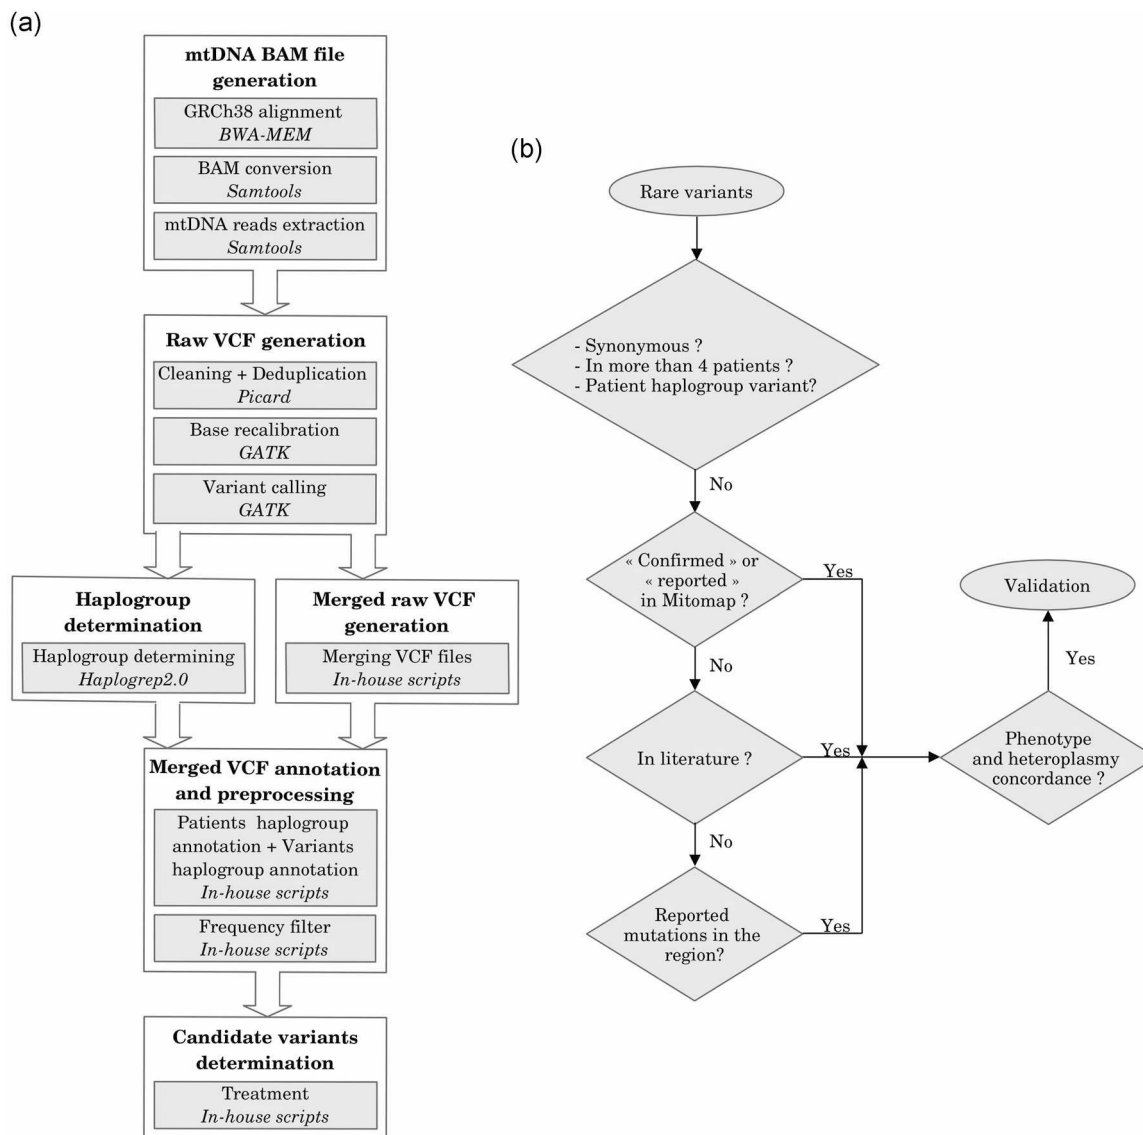 (a)
mtDNA BAM file
generation
GRCh38 alignment
BWA-MEM
BAM conversion
Samtools
mtDNA reads extraction
Samtools
Raw VCF generation
Cleaning + Deduplication
Picard
Base recalibration
GATK
Variant calling
GATK
Haplogroup
determination
Haplogroup determining
Haplogrep2.0
Merged raw VCF
generation
Merging VCF files
In-house scripts
Merged VCF annotation
and preprocessing
Patients haplogroup
annotation + Variants
haplogroup annotation
In-house scripts
Frequency filter
In-house scripts
Candidate variants
determination
Treatment
In-house scripts
(b)
Rare variants
- Synonymous ?
- In more than 4 patients ?
- Patient haplogroup variant?
No
« Confirmed » or
« reported »
in Mitomap ?
Yes
No
In literature ?
Yes
No
Reported
mutations in the
region?
Yes
Phenotype
and heteroplasmy
concordance ?
Yes
Validation